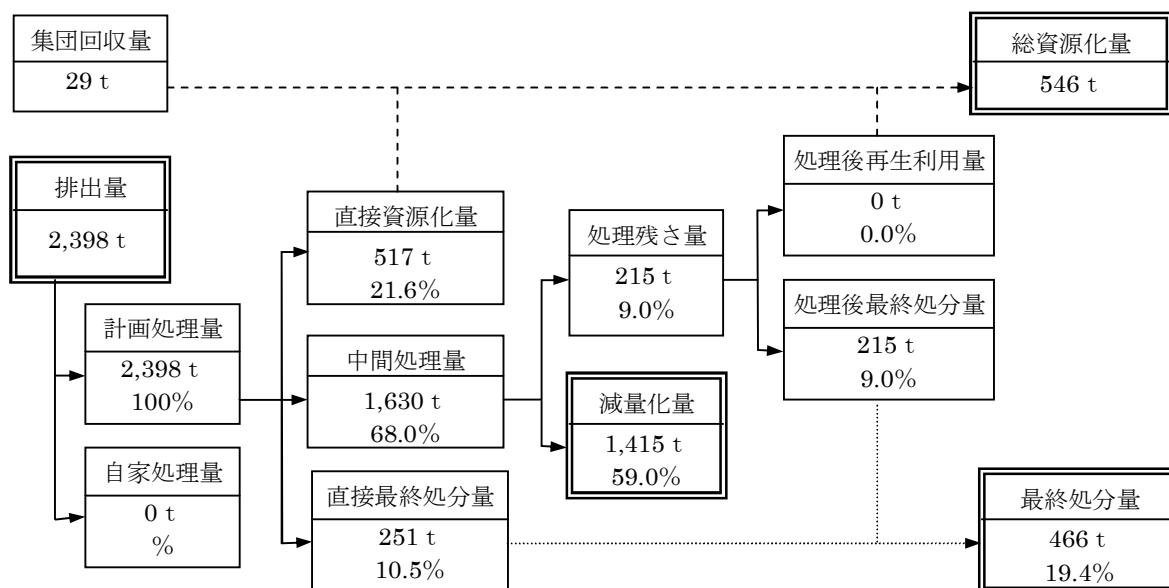 集団回収量
29 t
総資源化量
546 t
排出量
2,398 t
計画処理量
2,398 t
100%
自家処理量
0 t
%
直接資源化量
517 t
21.6%
中間処理量
1,630 t
68.0%
直接最終処分量
251 t
10.5%
処理残さ量
215 t
9.0%
減量化量
1,415 t
59.0%
処理後再生利用量
0 t
0.0%
処理後最終処分量
215 t
9.0%
最終処分量
466 t
19.4%